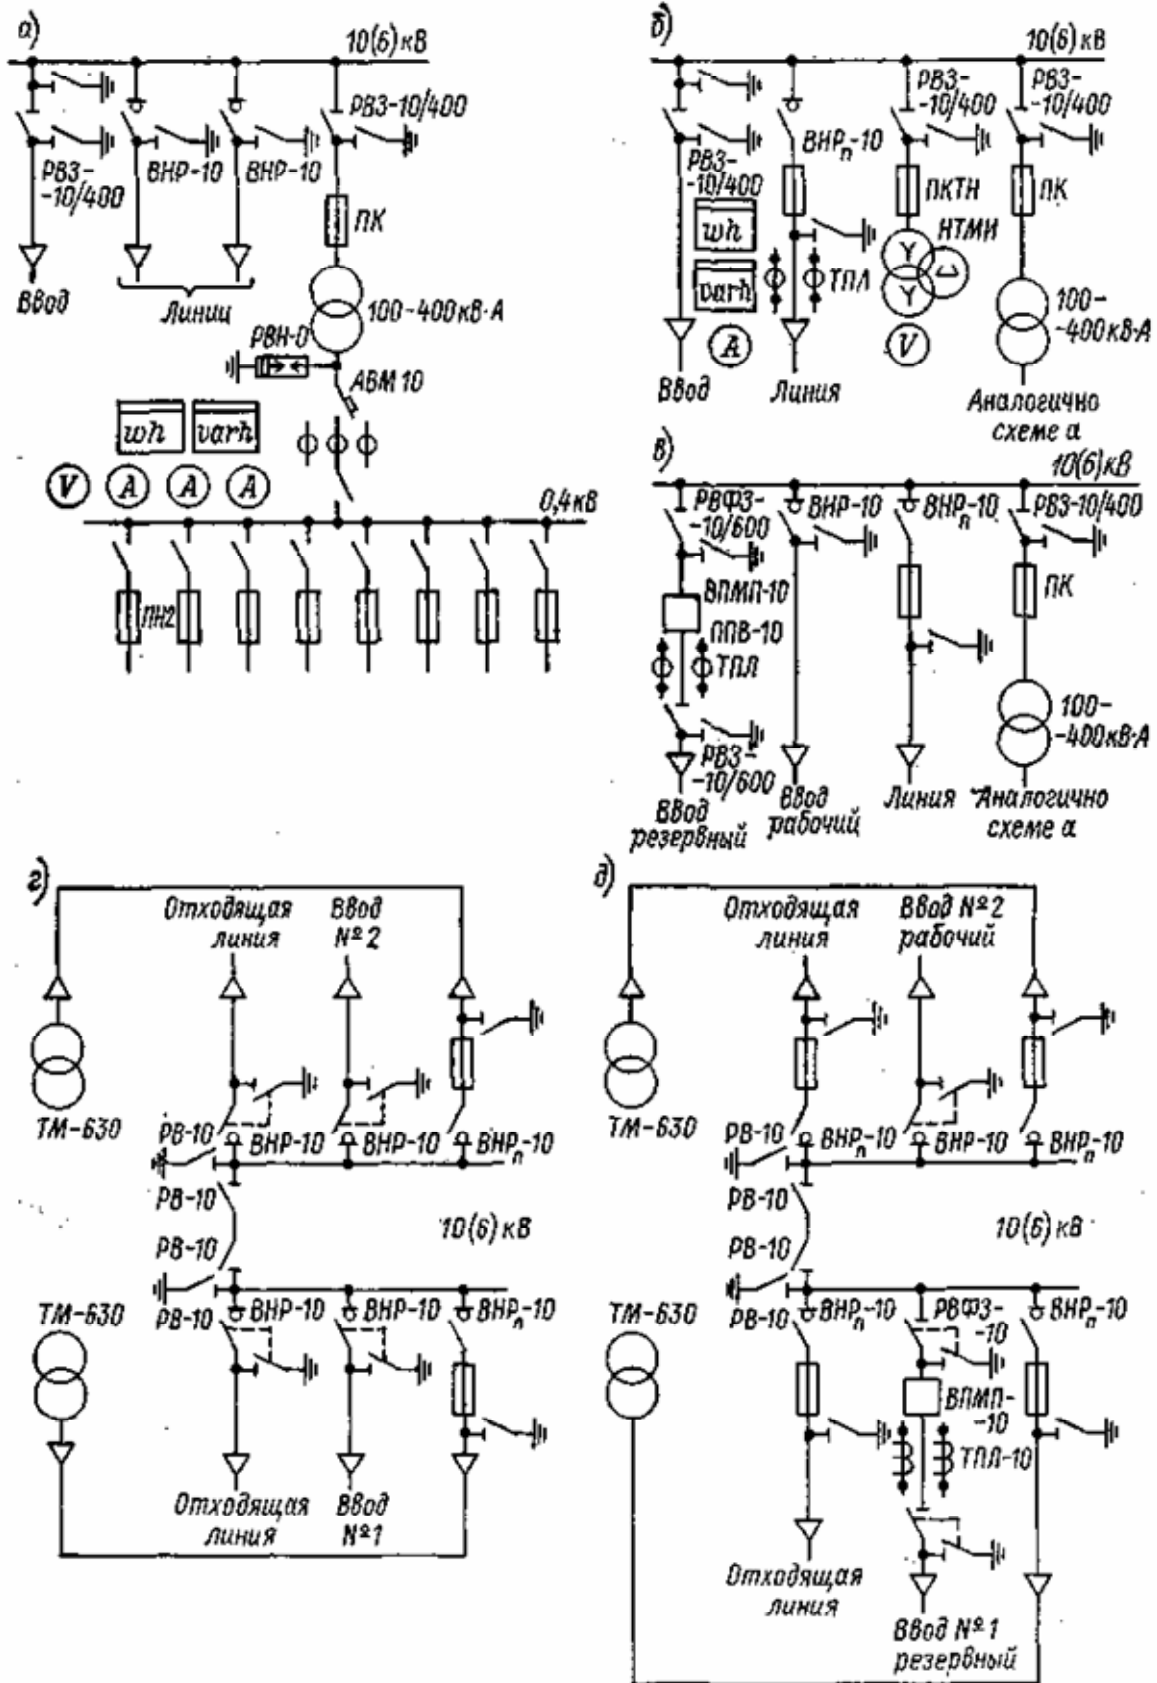 а)
10(6) кВ
РВЗ-10/400
РВЗ-
-10/400
ВНР-10
ВНР-10
ПК
Ввод
Линии
100-400 кВ·А
РВН-0
АВМ 10
wh
varh
V
A
A
A
0,4 кВ
ПН2
б)
10(6) кВ
РВЗ-
-10/400
РВЗ-
-10/400
РВЗ-
-10/400
ВНРп-10
ПКТН
ПК
НТМИ
wh
varh
ТПЛ
A
V
100-
-400 кВ·А
Ввод
Линия
Аналогично
схеме а
в)
10(6) кВ
РВФЗ-
-10/600
ВНР-10
ВНРп-10
РВЗ-10/400
ВПМП-10
ППВ-10
ТПЛ
ПК
РВЗ-
-10/600
100-
-400 кВ·А
Ввод
резервный
Ввод
рабочий
Линия
Аналогично
схеме а
г)
Отходящая
линия
Ввод
№2
ТМ-630
РВ-10
ВНР-10
ВНР-10
ВНРп-10
РВ-10
10(6) кВ
РВ-10
ТМ-630
РВ-10
ВНР-10
ВНР-10
ВНРп-10
Отходящая
линия
Ввод
№1
д)
Отходящая
линия
Ввод №2
рабочий
ТМ-630
РВ-10
ВНРп-10
ВНР-10
ВНРп-10
РВ-10
10(6) кВ
РВ-10
ТМ-630
РВ-10
ВНРп-10
РВФЗ-
-10
ВНРп-10
ВПМП-
-10
ТПЛ-10
Отходящая
линия
Ввод №1
резервный